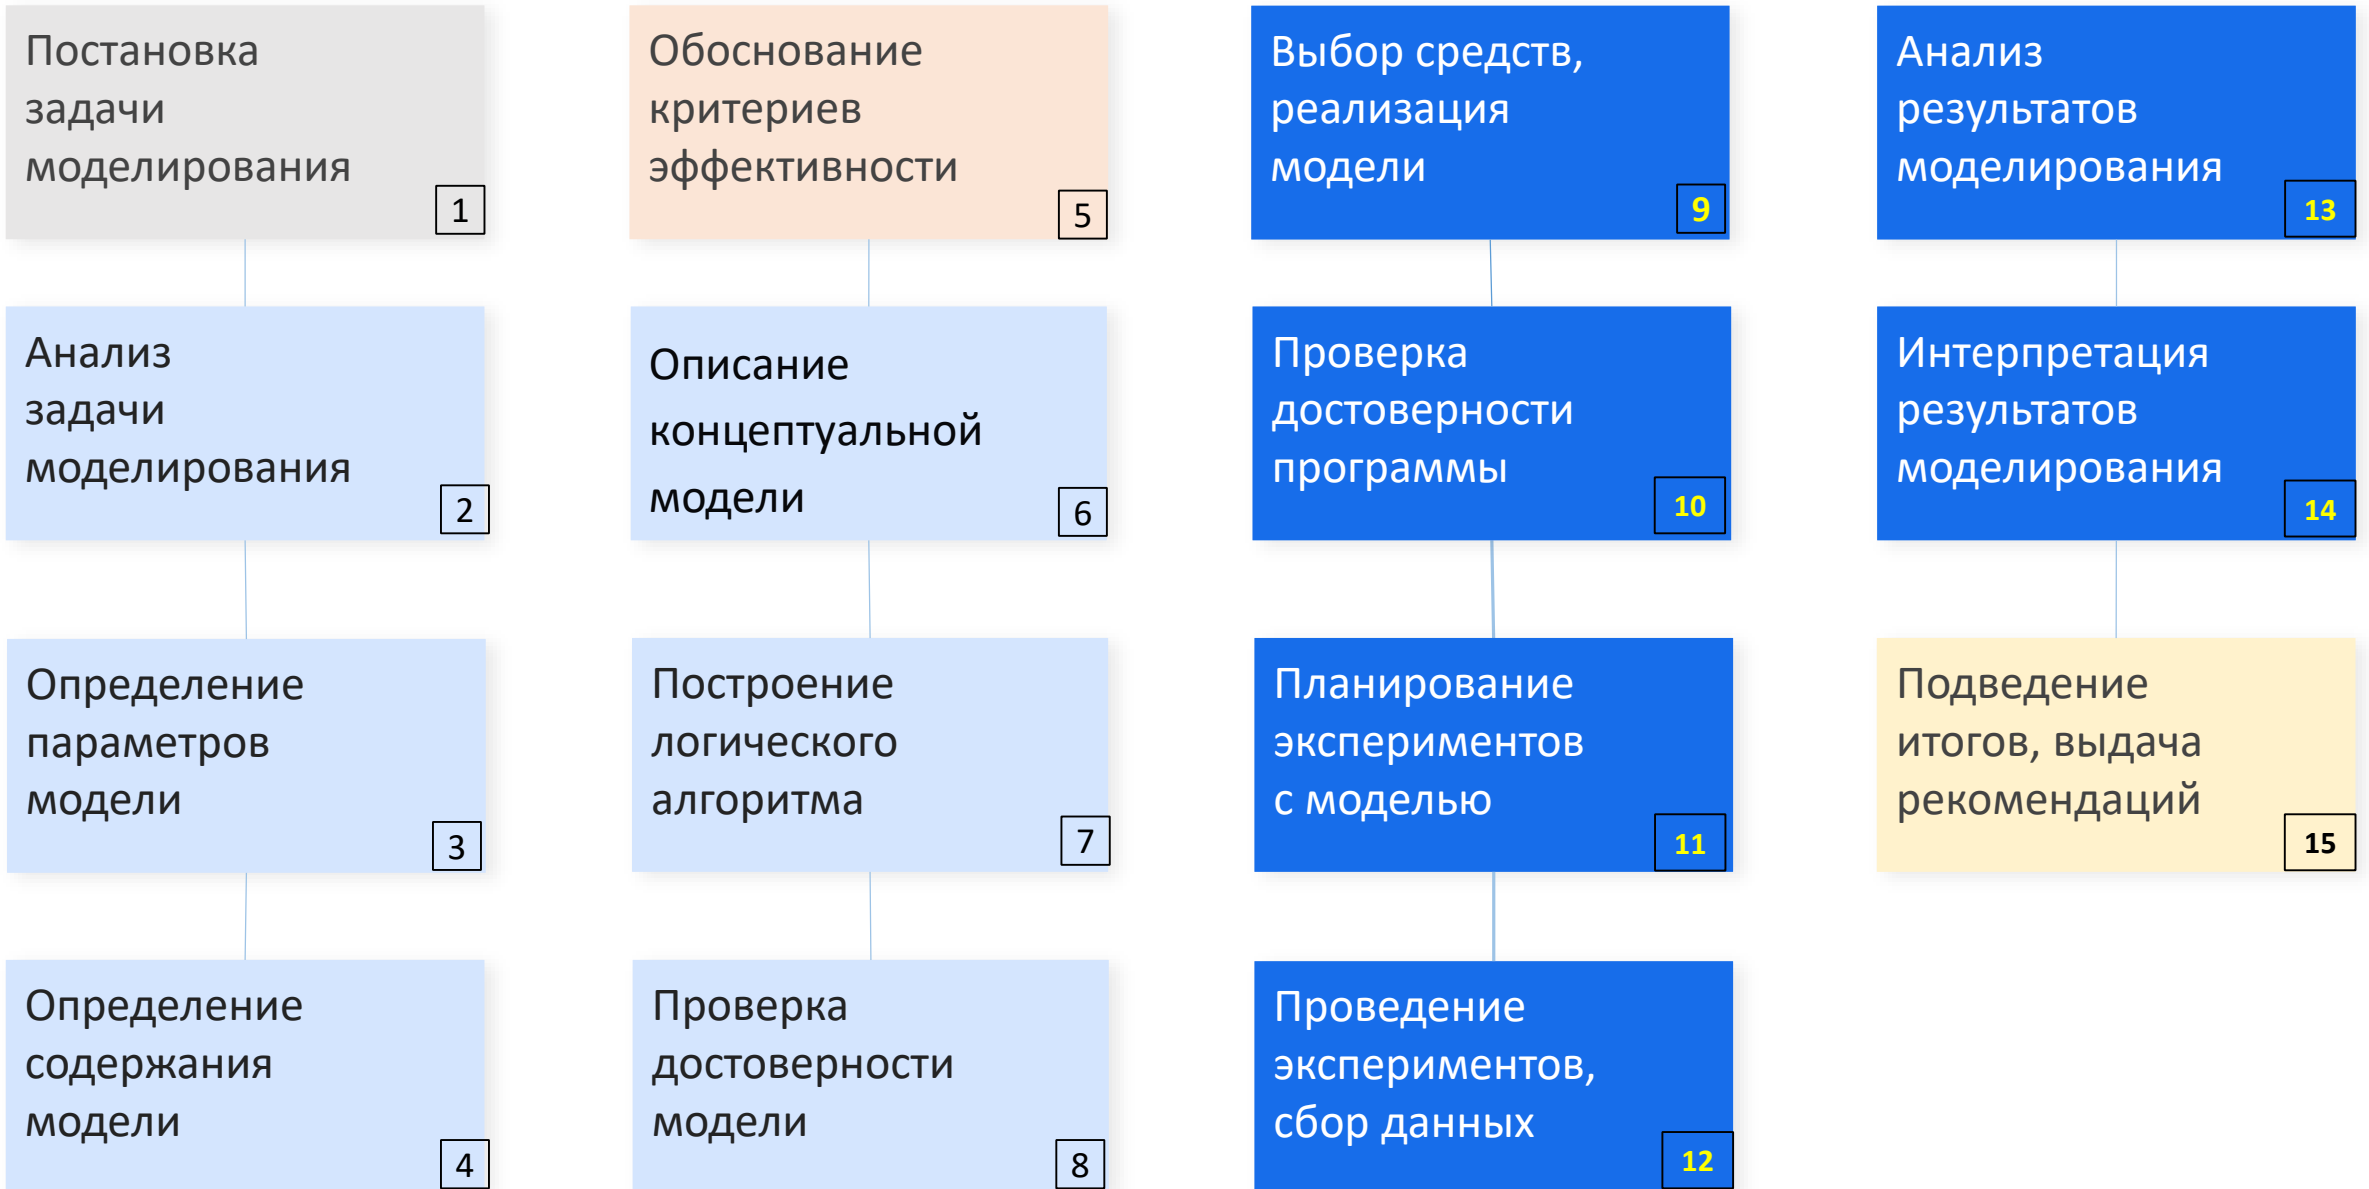 Постановка
задачи
моделирования
1
Анализ
задачи
моделирования
2
Определение
параметров
модели
3
Определение
содержания
модели
4
Обоснование
критериев
эффективности
5
Описание
концептуальной
модели
6
Построение
логического
алгоритма
7
Проверка
достоверности
модели
8
Выбор средств,
реализация
модели
9
Проверка
достоверности
программы
10
Планирование
экспериментов
с моделью
11
Проведение
экспериментов,
сбор данных
12
Анализ
результатов
моделирования
13
Интерпретация
результатов
моделирования
14
Подведение
итогов, выдача
рекомендаций
15